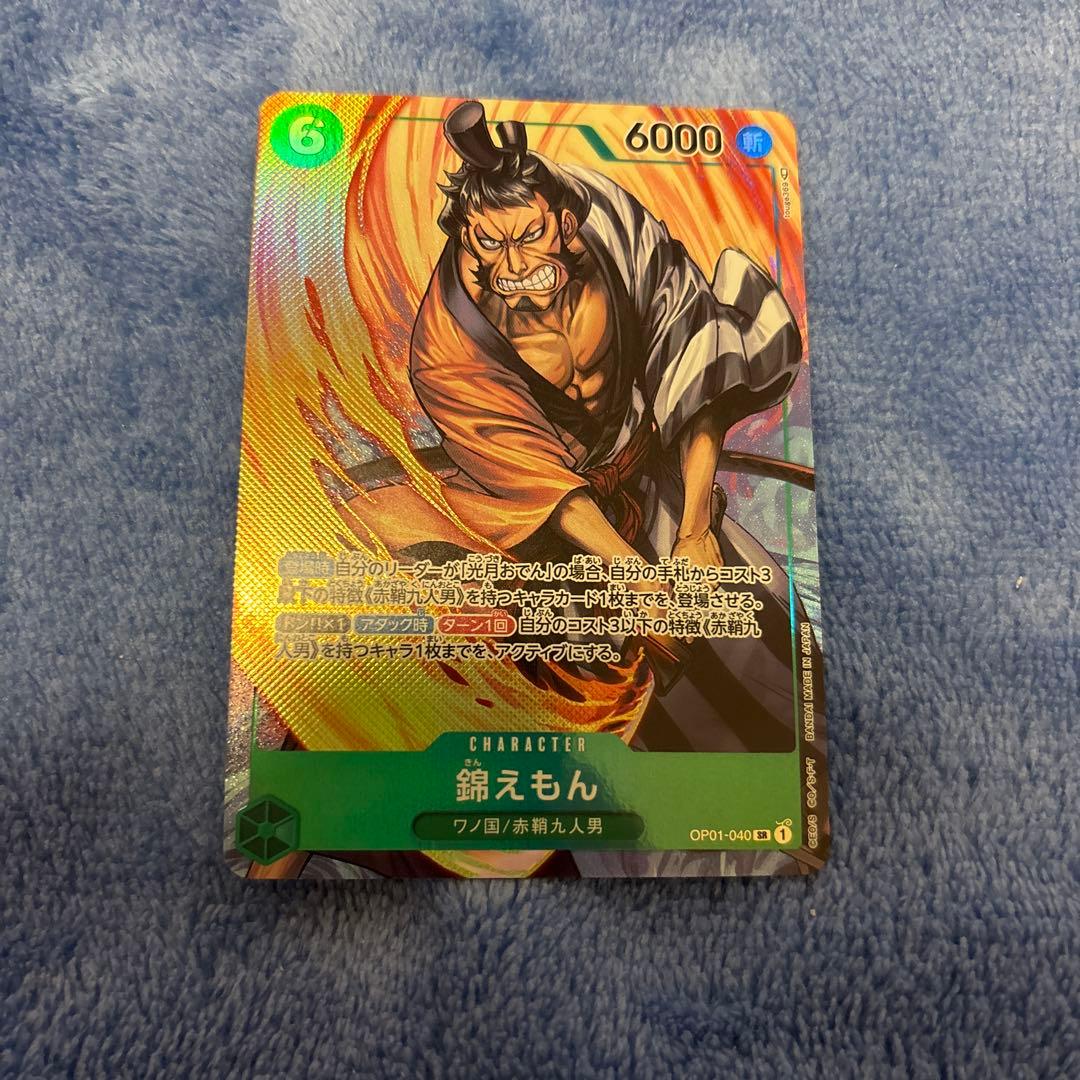 6
6000 斬
touge369
登場時 自分のリーダーが「光月おでん」の場合、自分の手札からコスト3
以下の特徴《赤鞘九人男》を持つキャラカード1枚までを、登場させる。
ドン!!×1 アタック時 ターン1回 自分のコスト3以下の特徴《赤鞘九
人男》を持つキャラ1枚までを、アクティブにする。
CHARACTER
きん
錦えもん
ワノ国/赤鞘九人男
OP01-040 SR 1
©EO/S ©O/S・F・T BANDAI MADE IN JAPAN